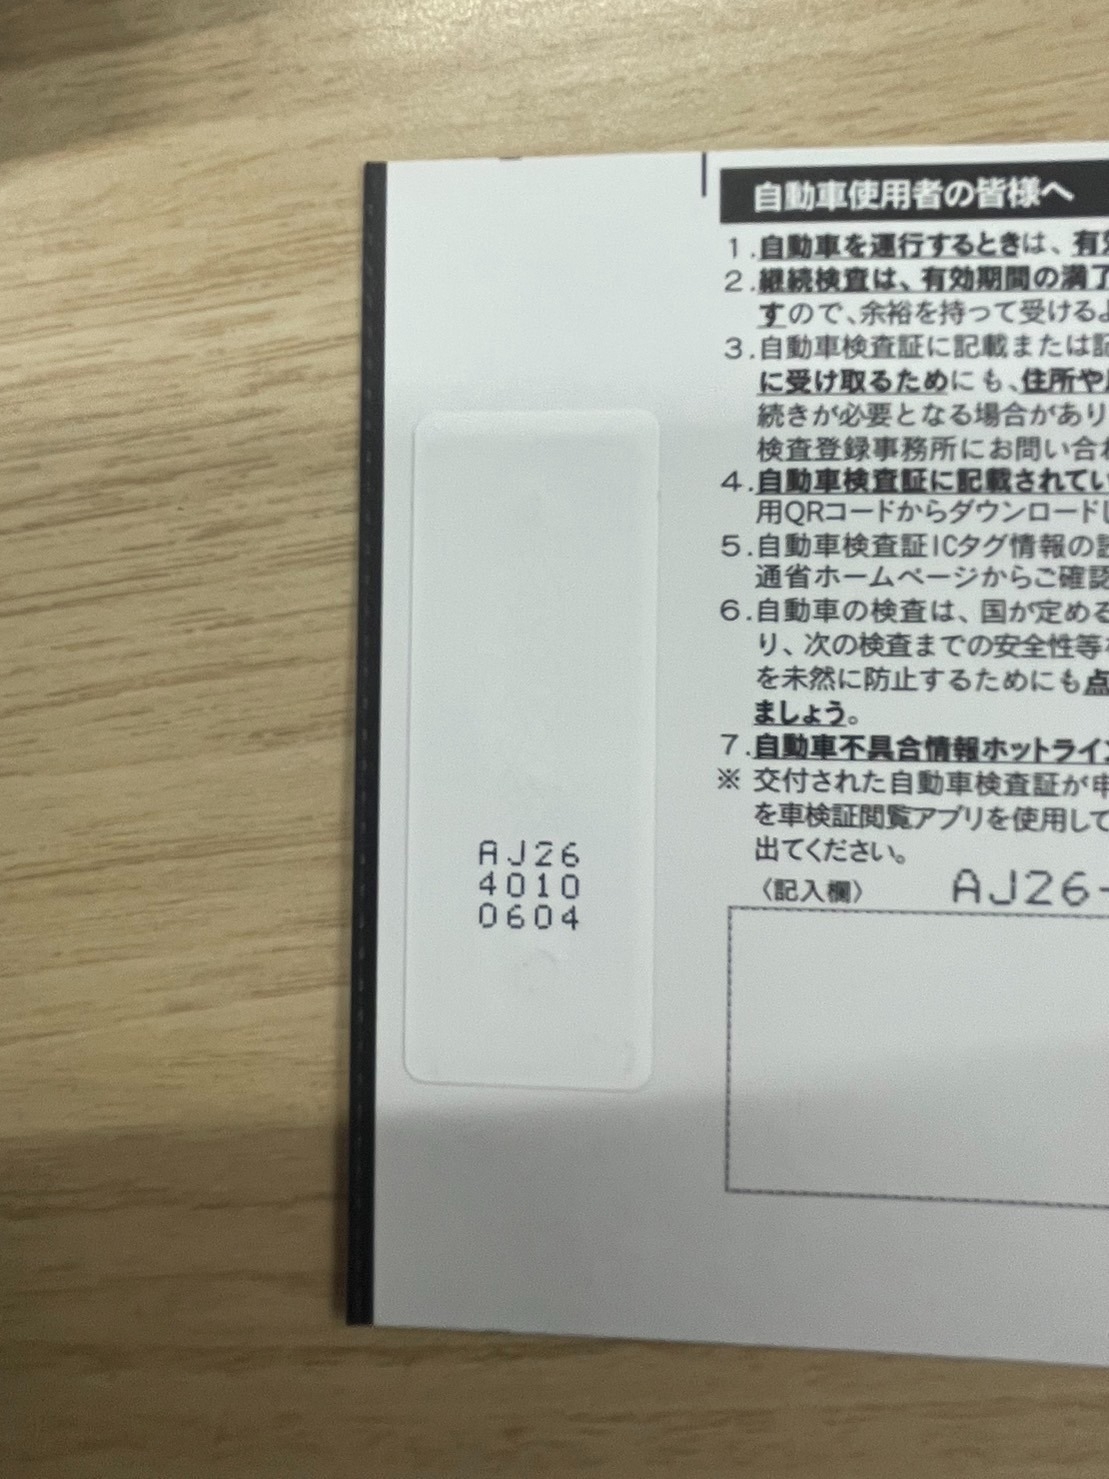 自動車使用者の皆様へ
1.自動車を運行するときは、有効
2.継続検査は、有効期間の満了
すので、余裕を持って受けるよ
3.自動車検査証に記載または記
に受け取るためにも、住所や
続きが必要となる場合があり
検査登録事務所にお問い合わ
4.自動車検査証に記載されてい
用QRコードからダウンロードし
5.自動車検査証ICタグ情報の読
通省ホームページからご確認
6.自動車の検査は、国が定める
り、次の検査までの安全性等
を未然に防止するためにも点
ましょう。
7.自動車不具合情報ホットライン
※ 交付された自動車検査証が申
を車検証閲覧アプリを使用して
出てください。
〈記入欄〉 AJ26-
AJ26
4010
0604